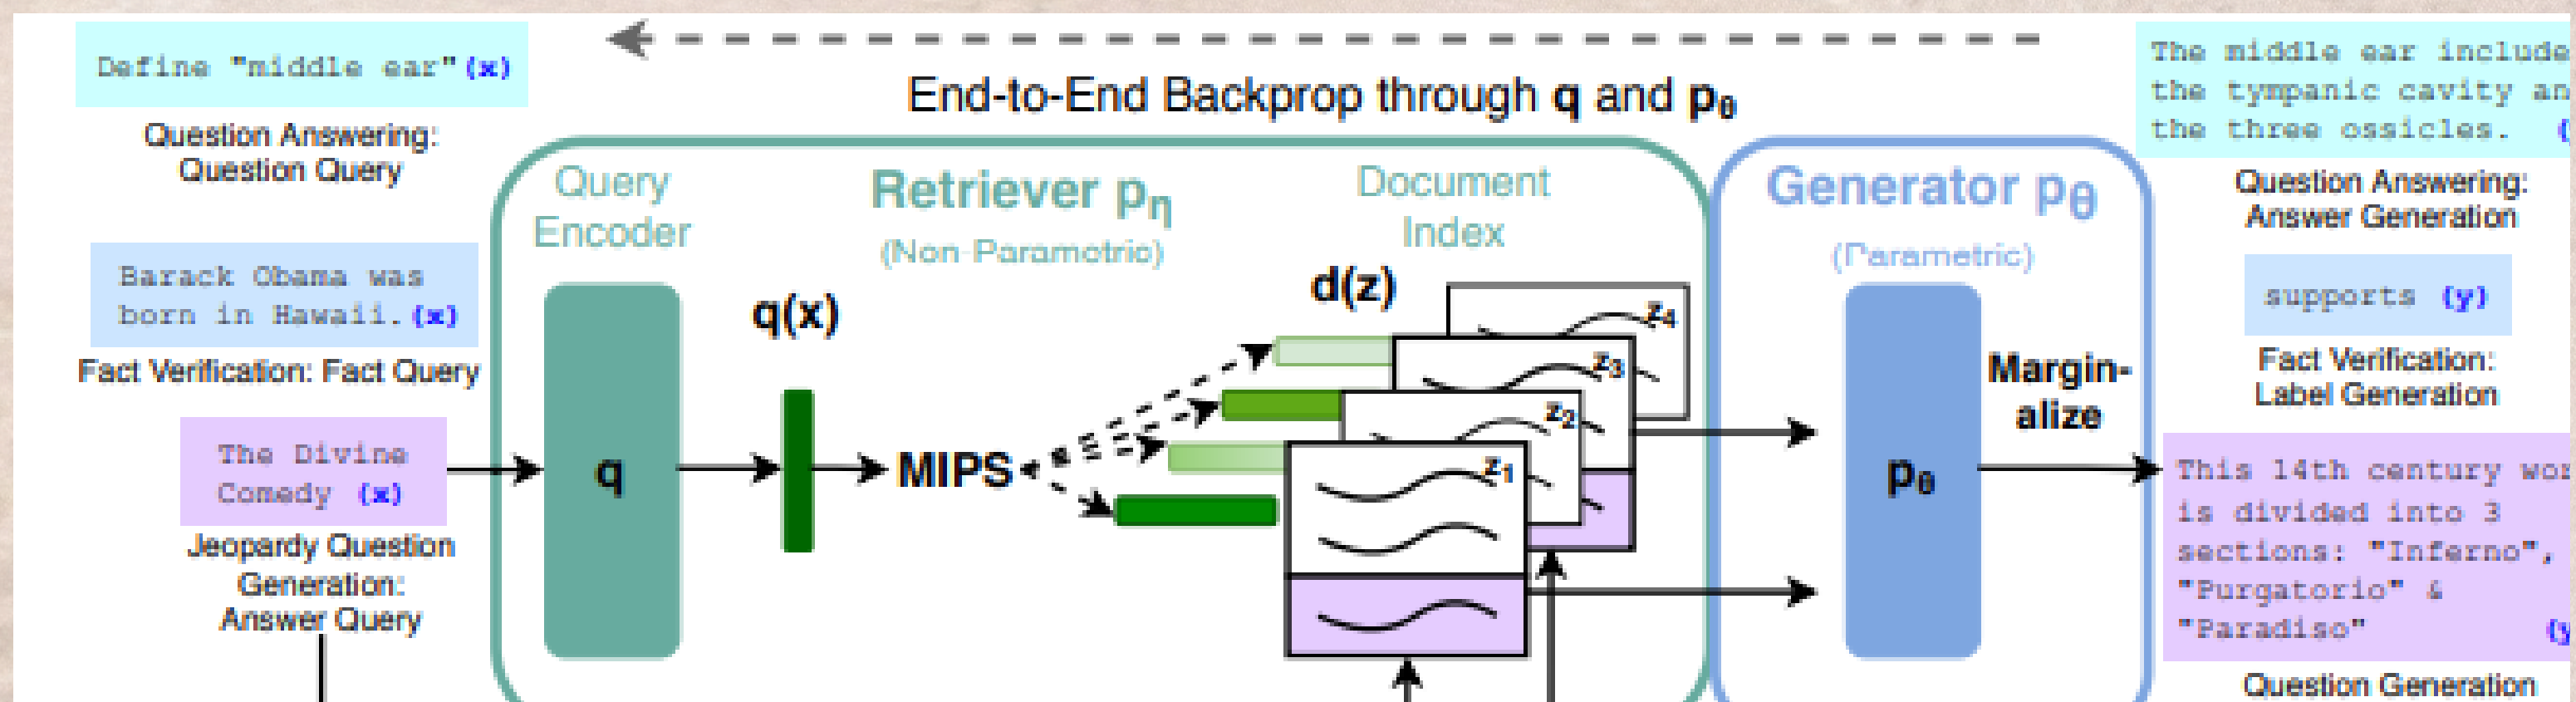 Define "middle ear" (x)
Question Answering:
Question Query
Barack Obama was
born in Hawaii. (x)
Fact Verification: Fact Query
The Divine
Comedy (x)
Jeopardy Question
Generation:
Answer Query
End-to-End Backprop through q and pθ
Query
Encoder
Retriever pη
(Non-Parametric)
Document
Index
q
q(x)
MIPS
d(z)
z4
z3
z2
z1
Generator pθ
(Parametric)
pθ
Margin-
alize
The middle ear include
the tympanic cavity an
the three ossicles.
Question Answering:
Answer Generation
supports (y)
Fact Verification:
Label Generation
This 14th century wor
is divided into 3
sections: "Inferno",
"Purgatorio" &
"Paradiso" (y
Question Generation